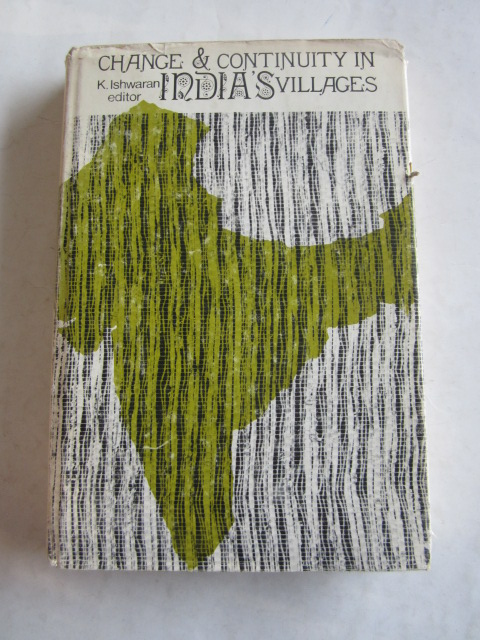 CHANGE & CONTINUITY IN
K. Ishwaran INDIA'S VILLAGES
editor